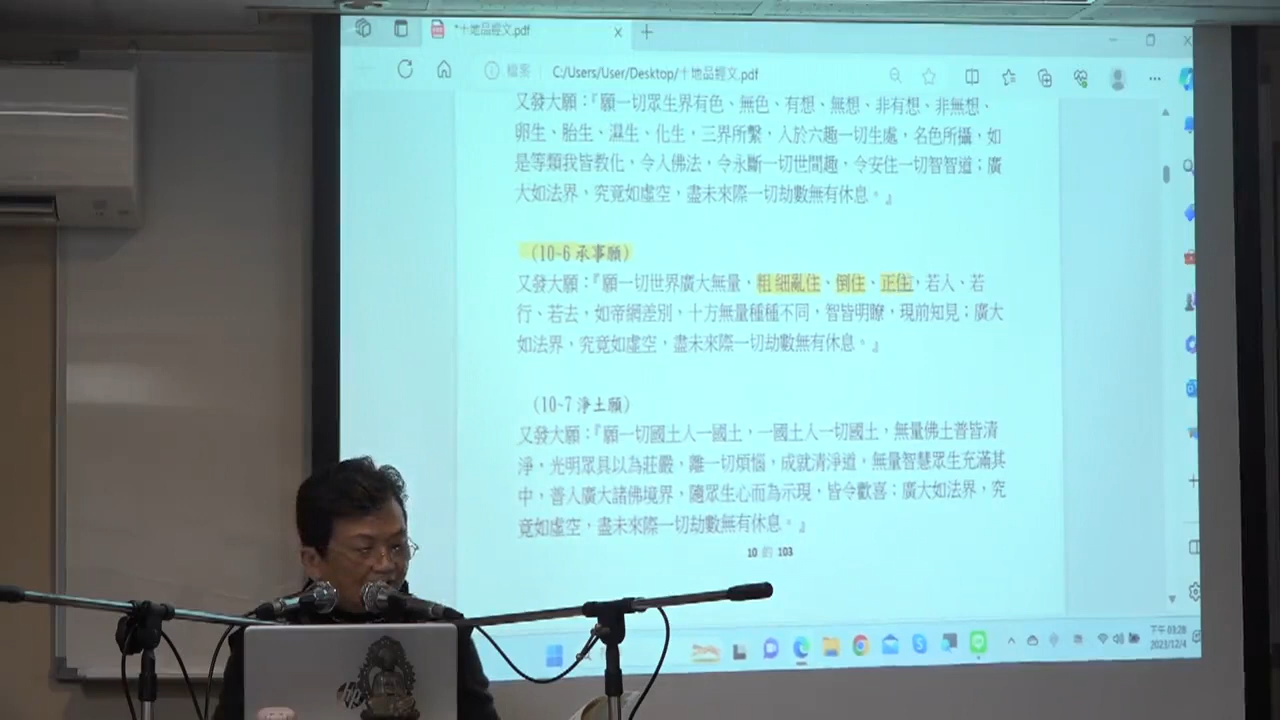 *十地品經文.pdf
檔案 C:/Users/User/Desktop/十地品經文.pdf
又發大願：『願一切眾生界有色、無色、有想、無想、非有想、非無想、
卵生、胎生、濕生、化生，三界所繫，入於六趣一切生處，名色所攝，如
是等類我皆教化，令入佛法，令永斷一切世間趣，令安住一切智智道；廣
大如法界，究竟如虛空，盡未來際一切劫數無有休息。』
(10-6 承事願)
又發大願：『願一切世界廣大無量，粗 細亂住、倒住、正住，若入、若
行、若去，如帝網差別，十方無量種種不同，智皆明瞭，現前知見；廣大
如法界，究竟如虛空，盡未來際一切劫數無有休息。』
(10-7 淨土願)
又發大願：『願一切國土入一國土，一國土入一切國土，無量佛土普皆清
淨，光明眾具以為莊嚴，離一切煩惱，成就清淨道，無量智慧眾生充滿其
中，普入廣大諸佛境界，隨眾生心而為示現，皆令歡喜；廣大如法界，究
竟如虛空，盡未來際一切劫數無有休息。』
10 的 103
下午 03:28
2023/12/4
hp